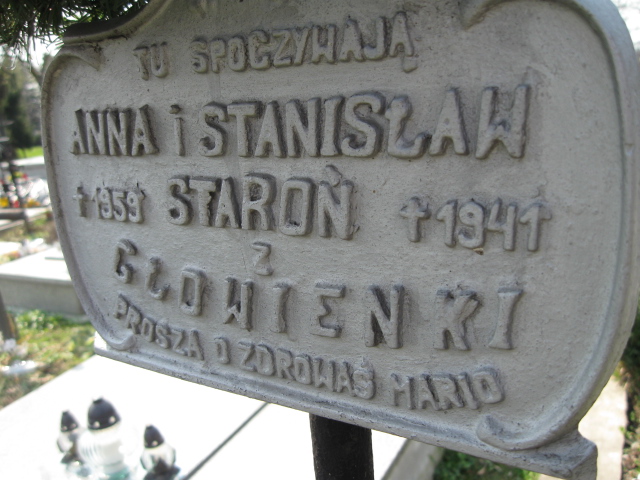 TU SPOCZYWAJĄ
ANNA i STANISŁAW
†1959 STAROŃ †1941
Z
GŁOWIENKI
PROSZĄ O ZDROWAŚ MARIO